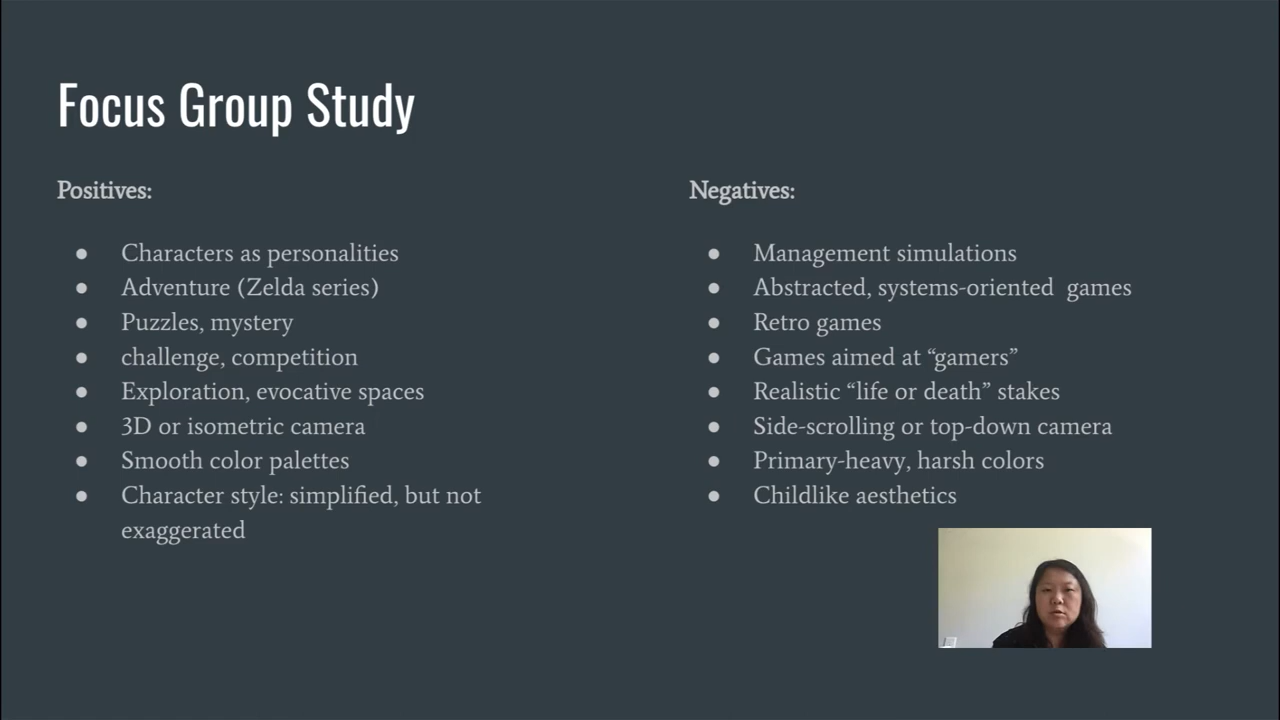 Focus Group Study
Positives:
● Characters as personalities
● Adventure (Zelda series)
● Puzzles, mystery
● challenge, competition
● Exploration, evocative spaces
● 3D or isometric camera
● Smooth color palettes
● Character style: simplified, but not
exaggerated
Negatives:
● Management simulations
● Abstracted, systems-oriented  games
● Retro games
● Games aimed at “gamers”
● Realistic “life or death” stakes
● Side-scrolling or top-down camera
● Primary-heavy, harsh colors
● Childlike aesthetics